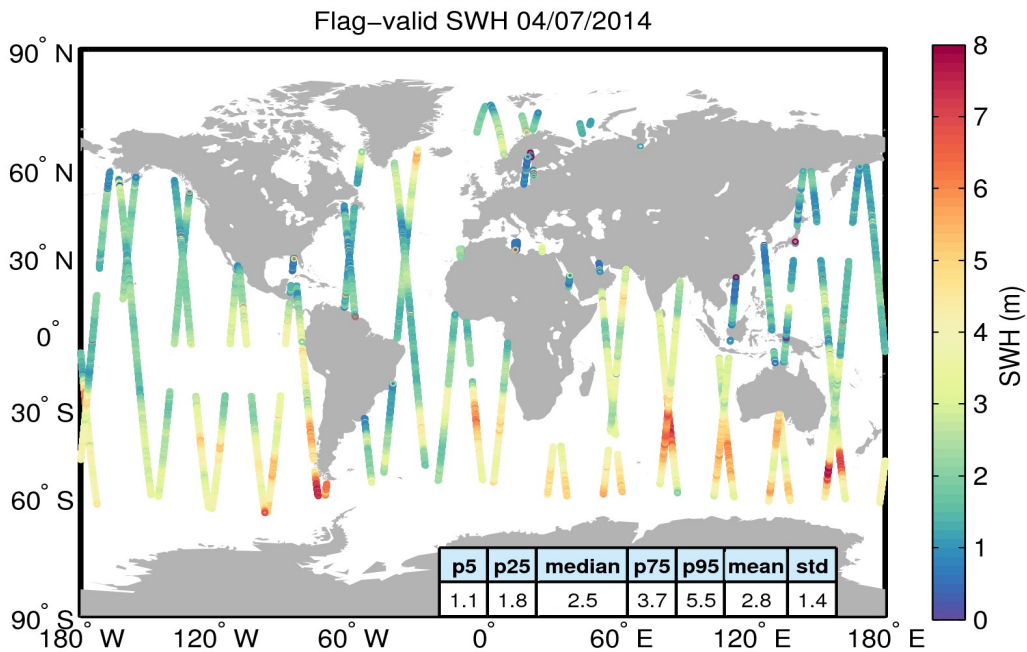 Flag−valid SWH 04/07/2014
90° N
60° N
30° N
0°
30° S
60° S
90° S
180° W
120° W
60° W
0°
60° E
120° E
180° E
p5 p25 median p75 p95 mean std
1.1 1.8 2.5 3.7 5.5 2.8 1.4
8
7
6
5
4
3
2
1
0
SWH (m)